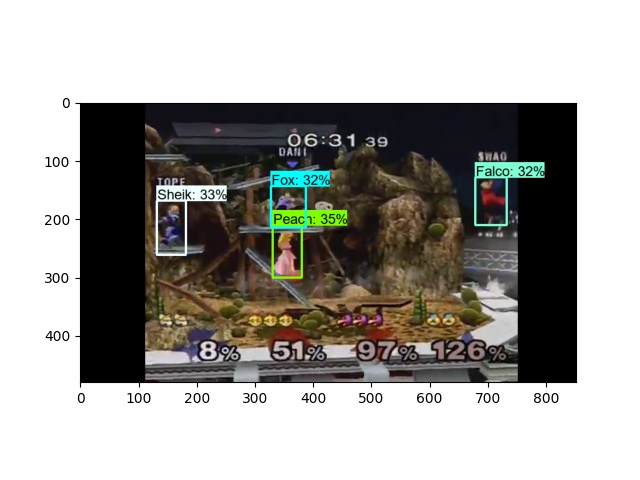 0
100
200
300
400
0 100 200 300 400 500 600 700 800
06:31 39
DANI
SWAG
TOPE
Falco: 32%
Fox: 32%
Sheik: 33%
Peach: 35%
8% 51% 97% 126%